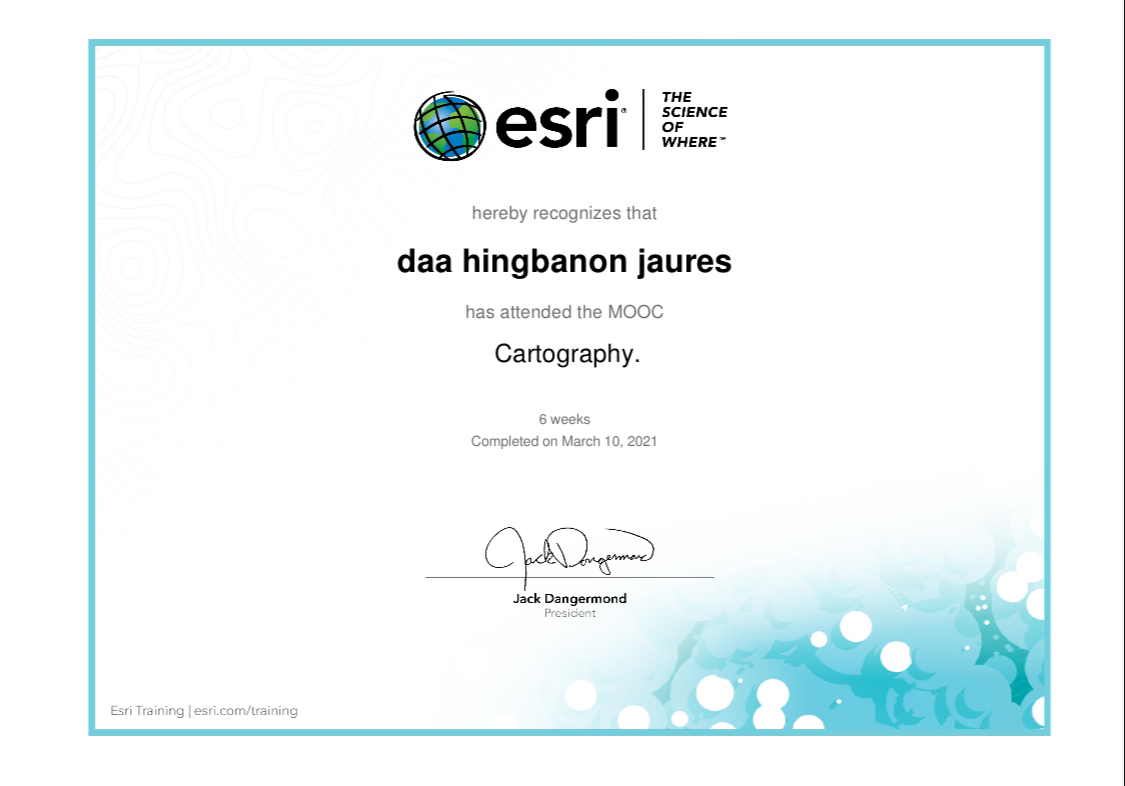 esri®
THE
SCIENCE
OF
WHERE™
hereby recognizes that
daa hingbanon jaures
has attended the MOOC
Cartography.
6 weeks
Completed on March 10, 2021
Jack Dangermond
Jack Dangermond
President
Esri Training | esri.com/training